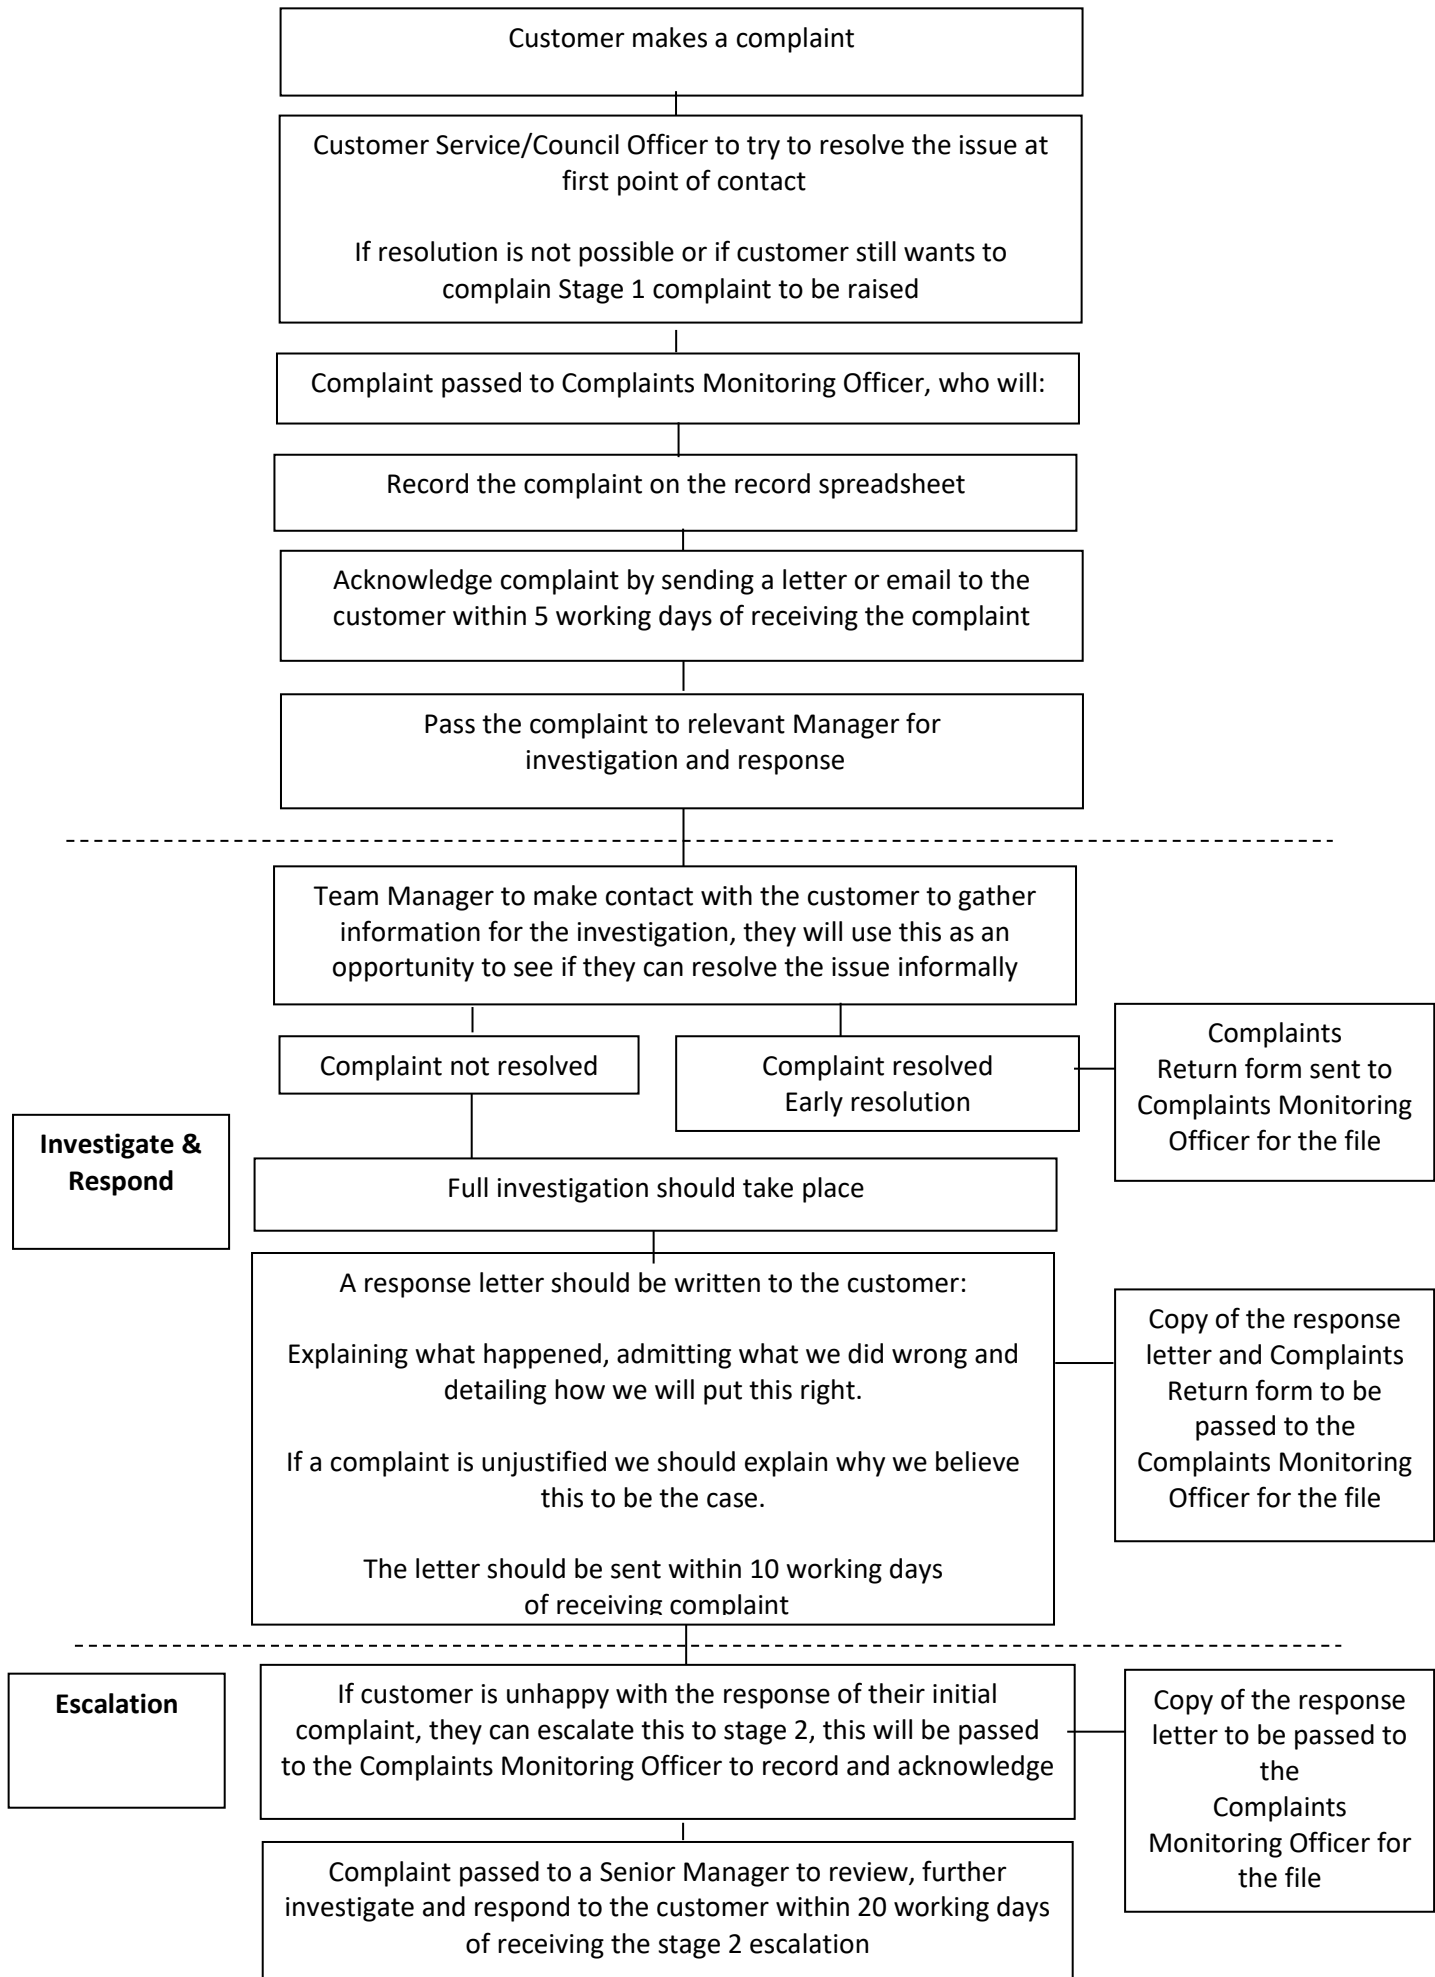 Customer makes a complaint
Customer Service/Council Officer to try to resolve the issue at
first point of contact
If resolution is not possible or if customer still wants to
complain Stage 1 complaint to be raised
Complaint passed to Complaints Monitoring Officer, who will:
Record the complaint on the record spreadsheet
Acknowledge complaint by sending a letter or email to the
customer within 5 working days of receiving the complaint
Pass the complaint to relevant Manager for
investigation and response
Team Manager to make contact with the customer to gather
information for the investigation, they will use this as an
opportunity to see if they can resolve the issue informally
Complaint not resolved
Complaint resolved
Early resolution
Complaints
Return form sent to
Complaints Monitoring
Officer for the file
Investigate &
Respond
Full investigation should take place
A response letter should be written to the customer:
Explaining what happened, admitting what we did wrong and
detailing how we will put this right.
If a complaint is unjustified we should explain why we believe
this to be the case.
The letter should be sent within 10 working days
of receiving complaint
Copy of the response
letter and Complaints
Return form to be
passed to the
Complaints Monitoring
Officer for the file
Escalation
If customer is unhappy with the response of their initial
complaint, they can escalate this to stage 2, this will be passed
to the Complaints Monitoring Officer to record and acknowledge
Copy of the response
letter to be passed to
the
Complaints
Monitoring Officer for
the file
Complaint passed to a Senior Manager to review, further
investigate and respond to the customer within 20 working days
of receiving the stage 2 escalation